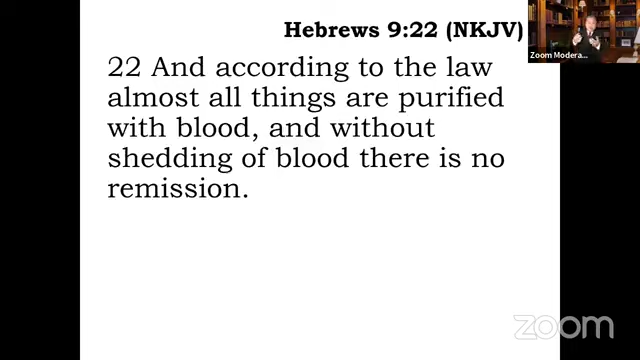 Hebrews 9:22 (NKJV)
22 And according to the law
almost all things are purified
with blood, and without
shedding of blood there is no
remission.
Zoom Modera...
zoom